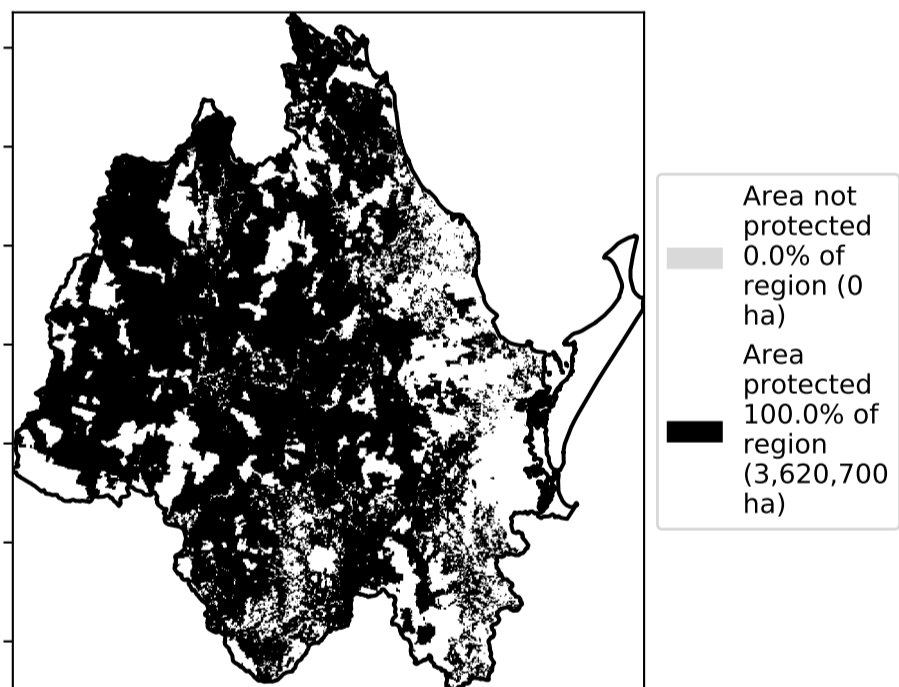 Area not
protected
0.0% of
region (0
ha)
Area
protected
100.0% of
region
(3,620,700
ha)